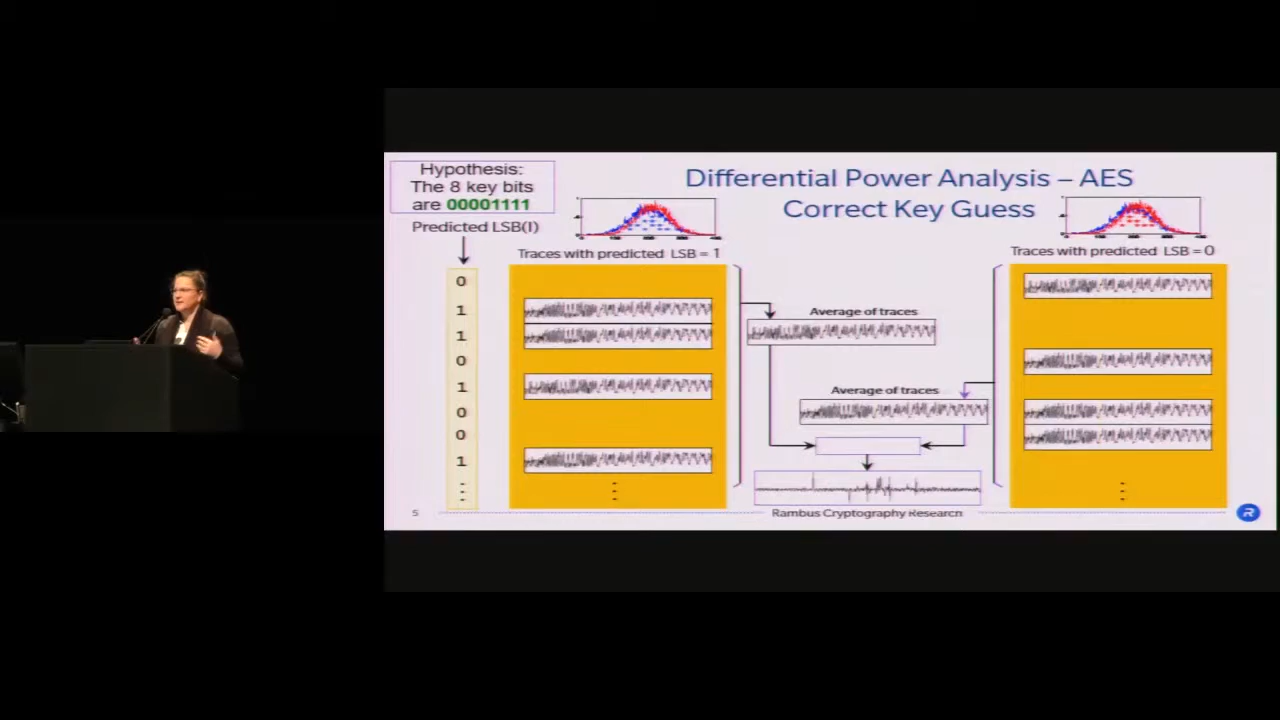 Hypothesis:
The 8 key bits
are 00001111
Differential Power Analysis – AES
Correct Key Guess
Predicted LSB(I)
Traces with predicted LSB = 1
Traces with predicted LSB = 0
0
1
1
0
1
0
0
1
Average of traces
Average of traces
5
Rambus Cryptography Research
R